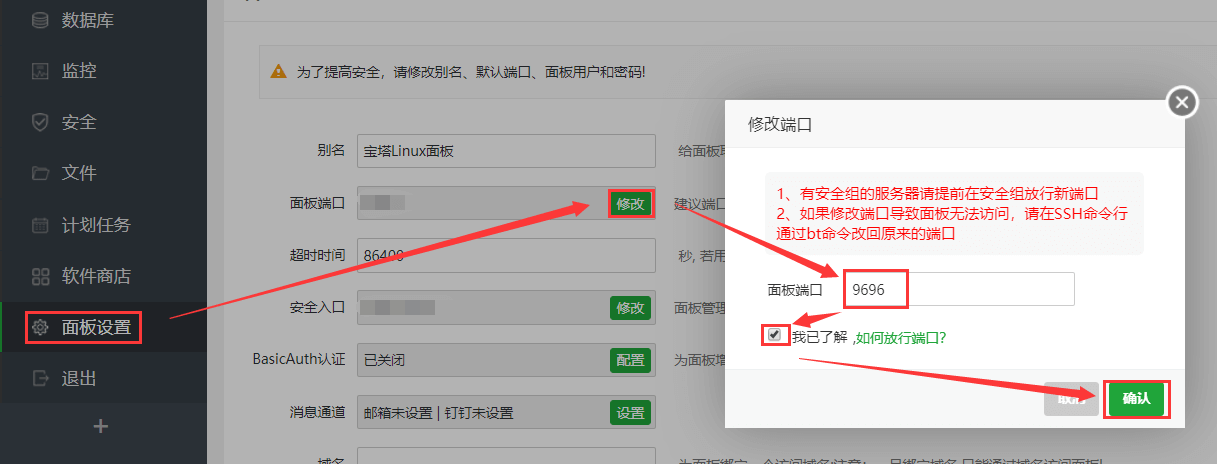 数据库
监控
安全
文件
计划任务
软件商店
面板设置
退出
为了提高安全，请修改别名、默认端口、面板用户和密码!
别名 宝塔Linux面板 给面板
面板端口 修改 建议端口
超时时间 86400 秒, 若用
安全入口 修改 面板管理
BasicAuth认证 已关闭 配置 为面板增
消息通道 邮箱未设置 | 钉钉未设置 设置
域名
修改端口
1、有安全组的服务器请提前在安全组放行新端口
2、如果修改端口导致面板无法访问，请在SSH命令行
通过bt命令改回原来的端口
面板端口 9696
我已了解 ,如何放行端口?
取消 确认